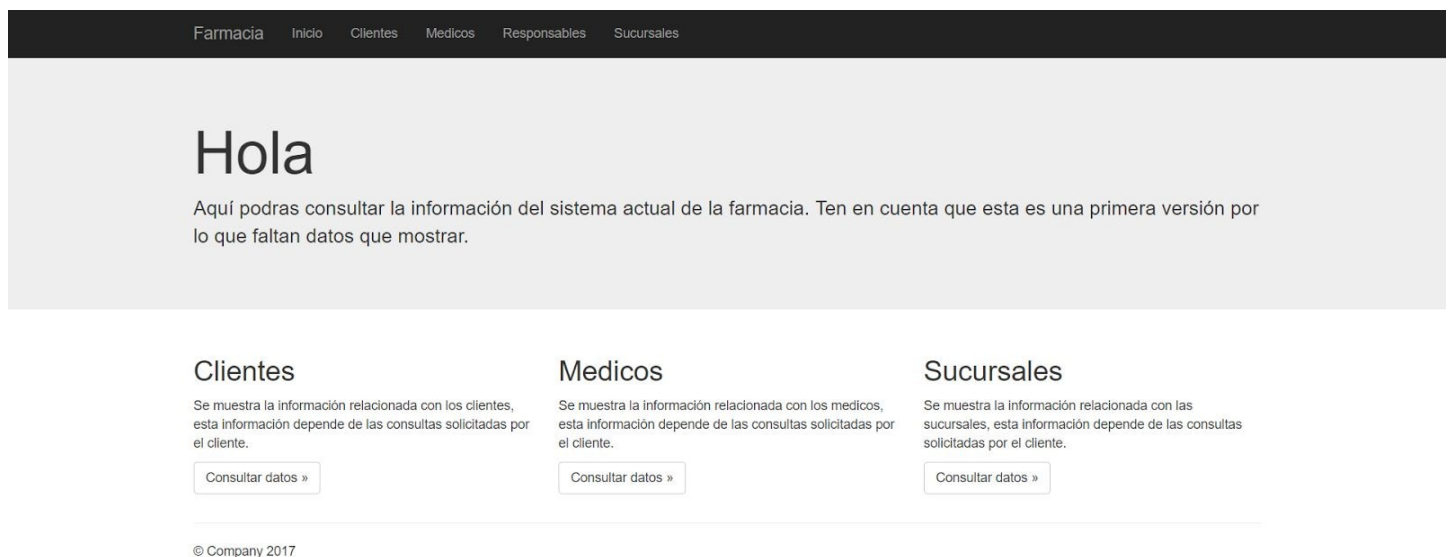 Farmacia Inicio Clientes Medicos Responsables Sucursales
Hola
Aquí podras consultar la información del sistema actual de la farmacia. Ten en cuenta que esta es una primera versión por
lo que faltan datos que mostrar.
Clientes
Se muestra la información relacionada con los clientes,
esta información depende de las consultas solicitadas por
el cliente.
Consultar datos »
Medicos
Se muestra la información relacionada con los medicos,
esta información depende de las consultas solicitadas por
el cliente.
Consultar datos »
Sucursales
Se muestra la información relacionada con las
sucursales, esta información depende de las consultas
solicitadas por el cliente.
Consultar datos »
© Company 2017